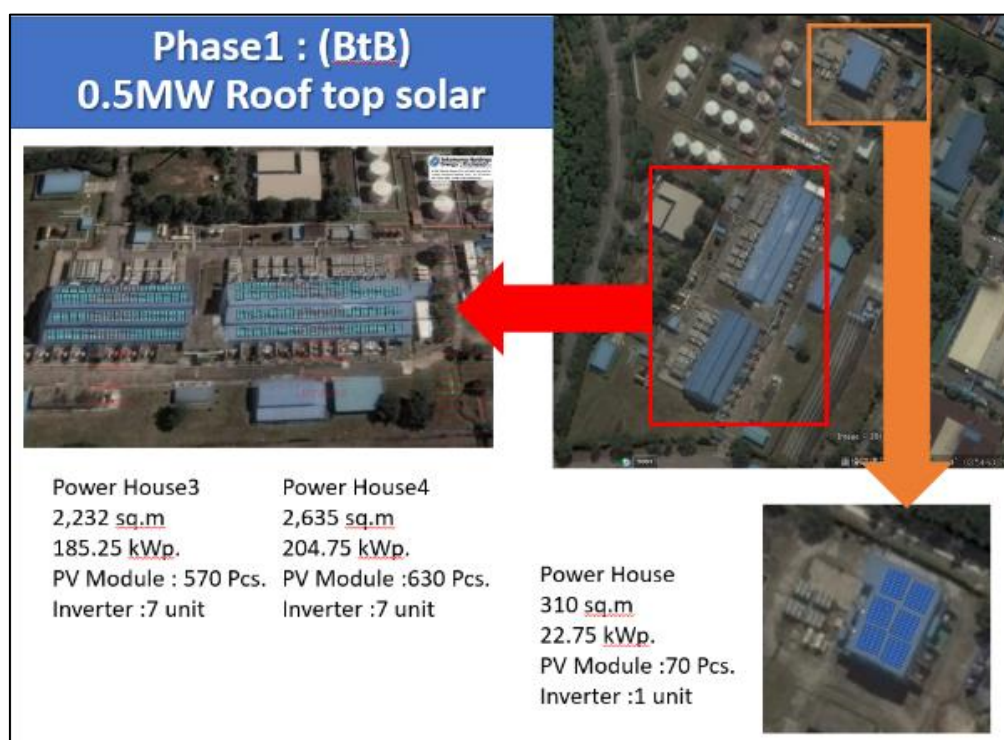 Phase1 : (BtB)
0.5MW Roof top solar
Power House3
2,232 sq.m
185.25 kWp.
PV Module : 570 Pcs.
Inverter :7 unit
Power House4
2,635 sq.m
204.75 kWp.
PV Module :630 Pcs.
Inverter :7 unit
Power House
310 sq.m
22.75 kWp.
PV Module :70 Pcs.
Inverter :1 unit